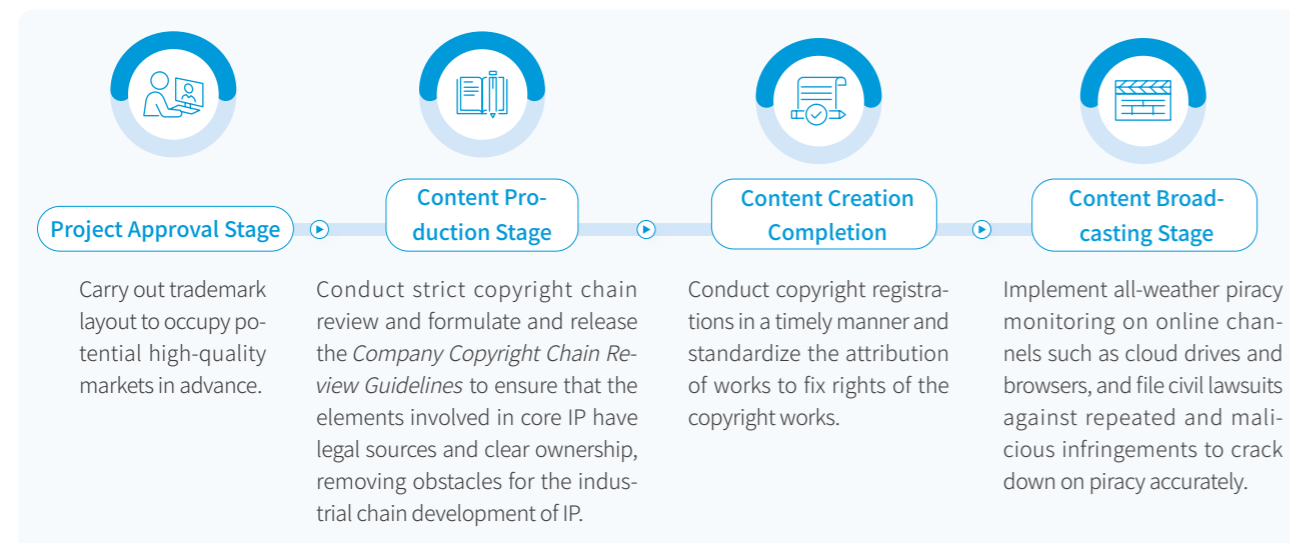 Project Approval Stage
Carry out trademark
layout to occupy po-
tential high-quality
markets in advance.
Content Pro-
duction Stage
Conduct strict copyright chain
review and formulate and release
the Company Copyright Chain Re-
view Guidelines to ensure that the
elements involved in core IP have
legal sources and clear ownership,
removing obstacles for the indus-
trial chain development of IP.
Content Creation
Completion
Conduct copyright registra-
tions in a timely manner and
standardize the attribution
of works to fix rights of the
copyright works.
Content Broad-
casting Stage
Implement all-weather piracy
monitoring on online chan-
nels such as cloud drives and
browsers, and file civil lawsuits
against repeated and mali-
cious infringements to crack
down on piracy accurately.